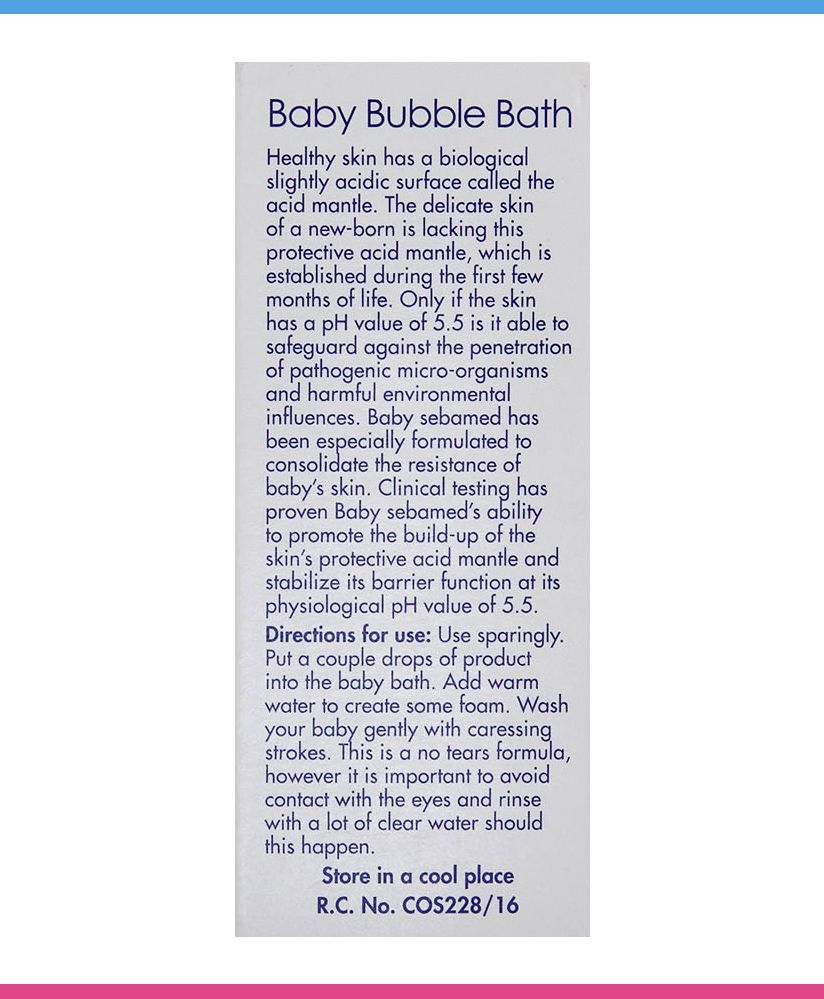 Baby Bubble Bath
Healthy skin has a biological
slightly acidic surface called the
acid mantle. The delicate skin
of a new-born is lacking this
protective acid mantle, which is
established during the first few
months of life. Only if the skin
has a pH value of 5.5 is it able to
safeguard against the penetration
of pathogenic micro-organisms
and harmful environmental
influences. Baby sebamed has
been especially formulated to
consolidate the resistance of
baby's skin. Clinical testing has
proven Baby sebamed's ability
to promote the build-up of the
skin's protective acid mantle and
stabilize its barrier function at its
physiological pH value of 5.5.
Directions for use: Use sparingly.
Put a couple drops of product
into the baby bath. Add warm
water to create some foam. Wash
your baby gently with caressing
strokes. This is a no tears formula,
however it is important to avoid
contact with the eyes and rinse
with a lot of clear water should
this happen.
Store in a cool place
R.C. No. COS228/16